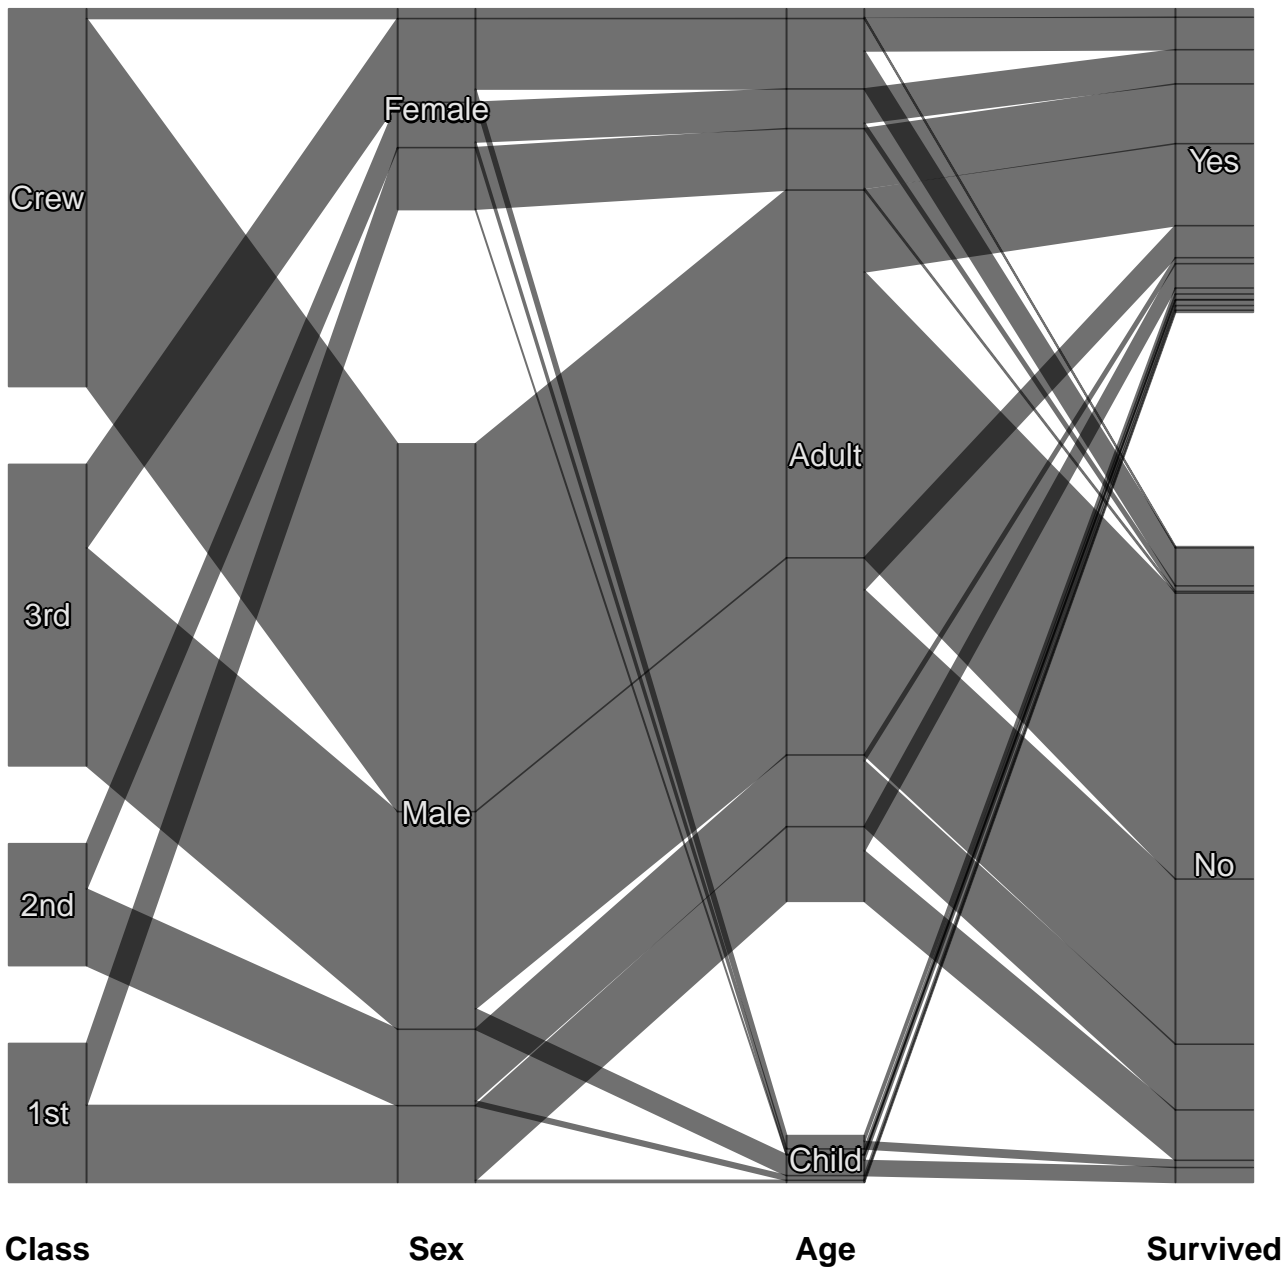 Female
Yes
Crew
Adult
3rd
Male
No
2nd
1st
Child
Class Sex Age Survived